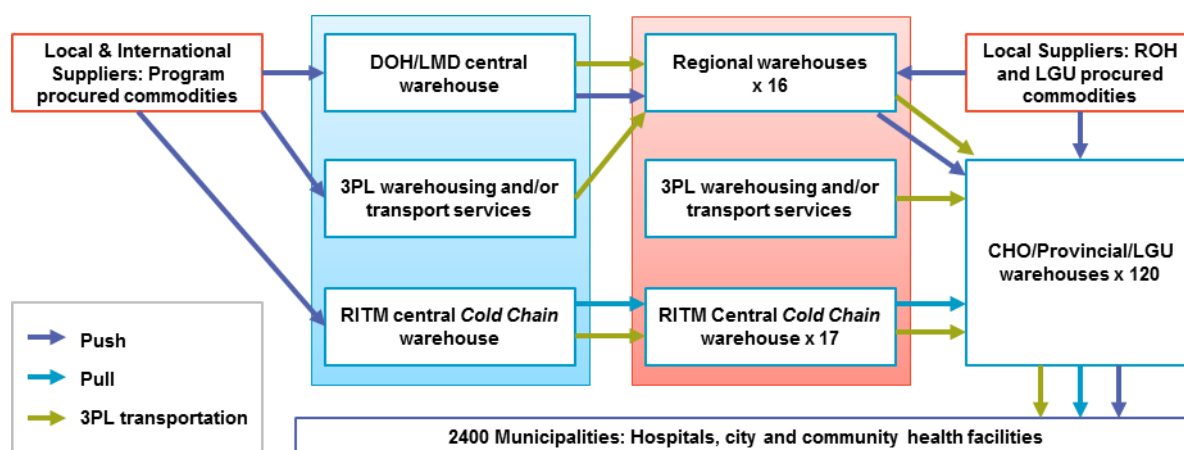 Local & International
Suppliers: Program
procured commodities
DOH/LMD central
warehouse
Regional warehouses
x 16
Local Suppliers: ROH
and LGU procured
commodities
3PL warehousing and/or
transport services
3PL warehousing and/or
transport services
CHO/Provincial/LGU
warehouses x 120
RITM central Cold Chain
warehouse
RITM Central Cold Chain
warehouse x 17
Push
Pull
3PL transportation
2400 Municipalities: Hospitals, city and community health facilities